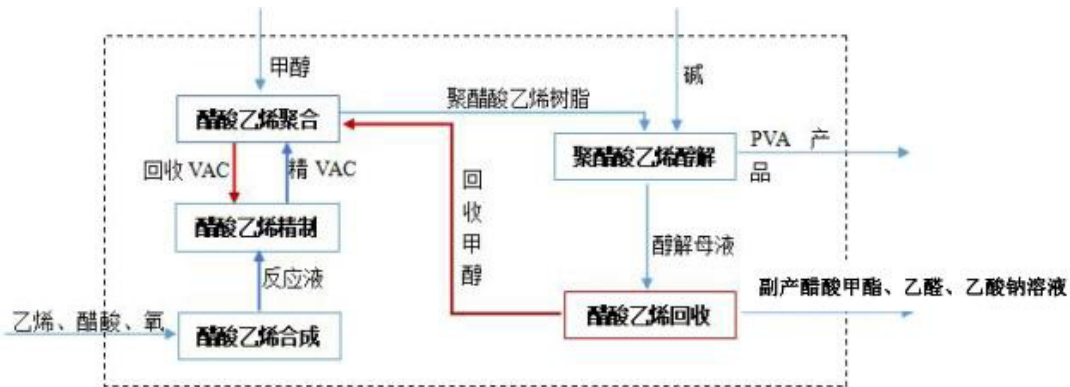 甲醇
碱
聚醋酸乙烯树脂
醋酸乙烯聚合
PVA 产
品
聚醋酸乙烯醇解
回收 VAC
精 VAC
回
收
甲
醇
醋酸乙烯精制
醇解母液
反应液
副产醋酸甲酯、乙醛、乙酸钠溶液
乙烯、醋酸、氧
醋酸乙烯合成
醋酸乙烯回收